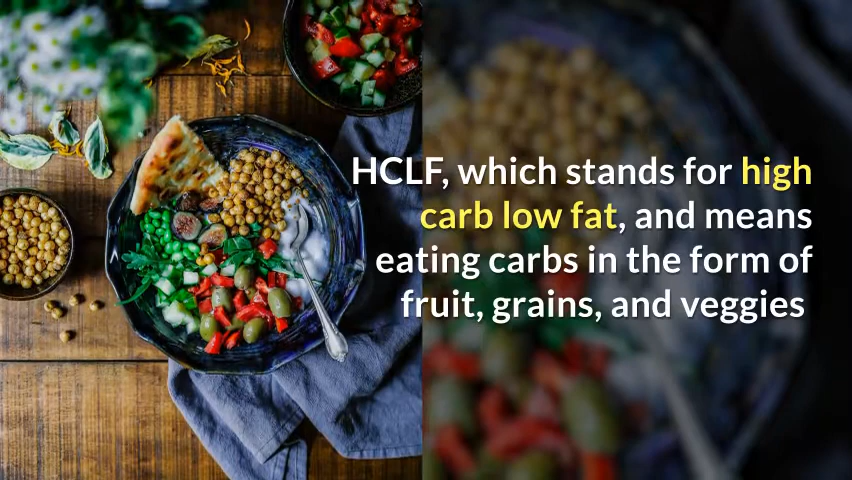 HCLF, which stands for high
carb low fat, and means
eating carbs in the form of
fruit, grains, and veggies